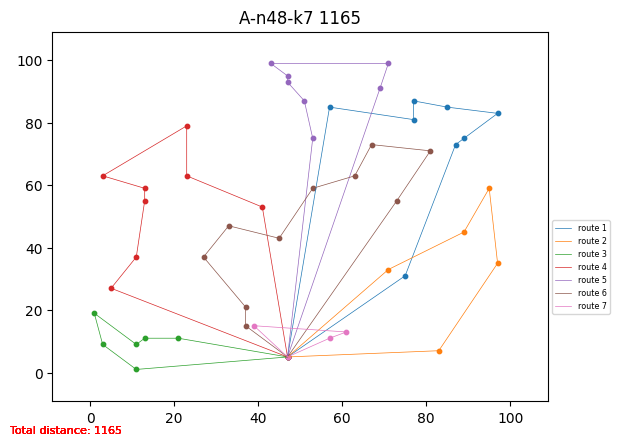 A-n48-k7 1165
100
80
60
40
20
0
0 20 40 60 80 100
route 1
route 2
route 3
route 4
route 5
route 6
route 7
Total distance: 1165